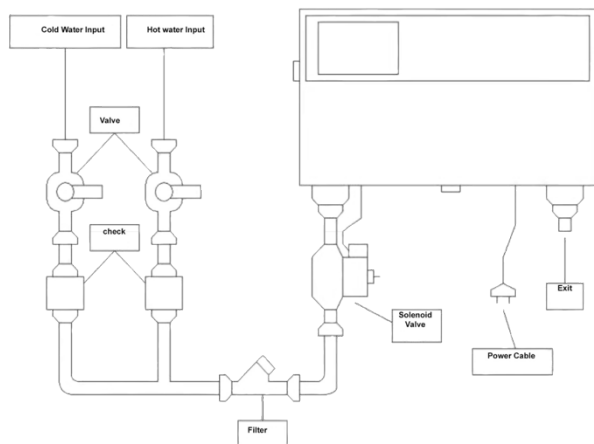 Cold Water Input
Hot water Input
Valve
check
Solenoid
Valve
Exit
Power Cable
Filter